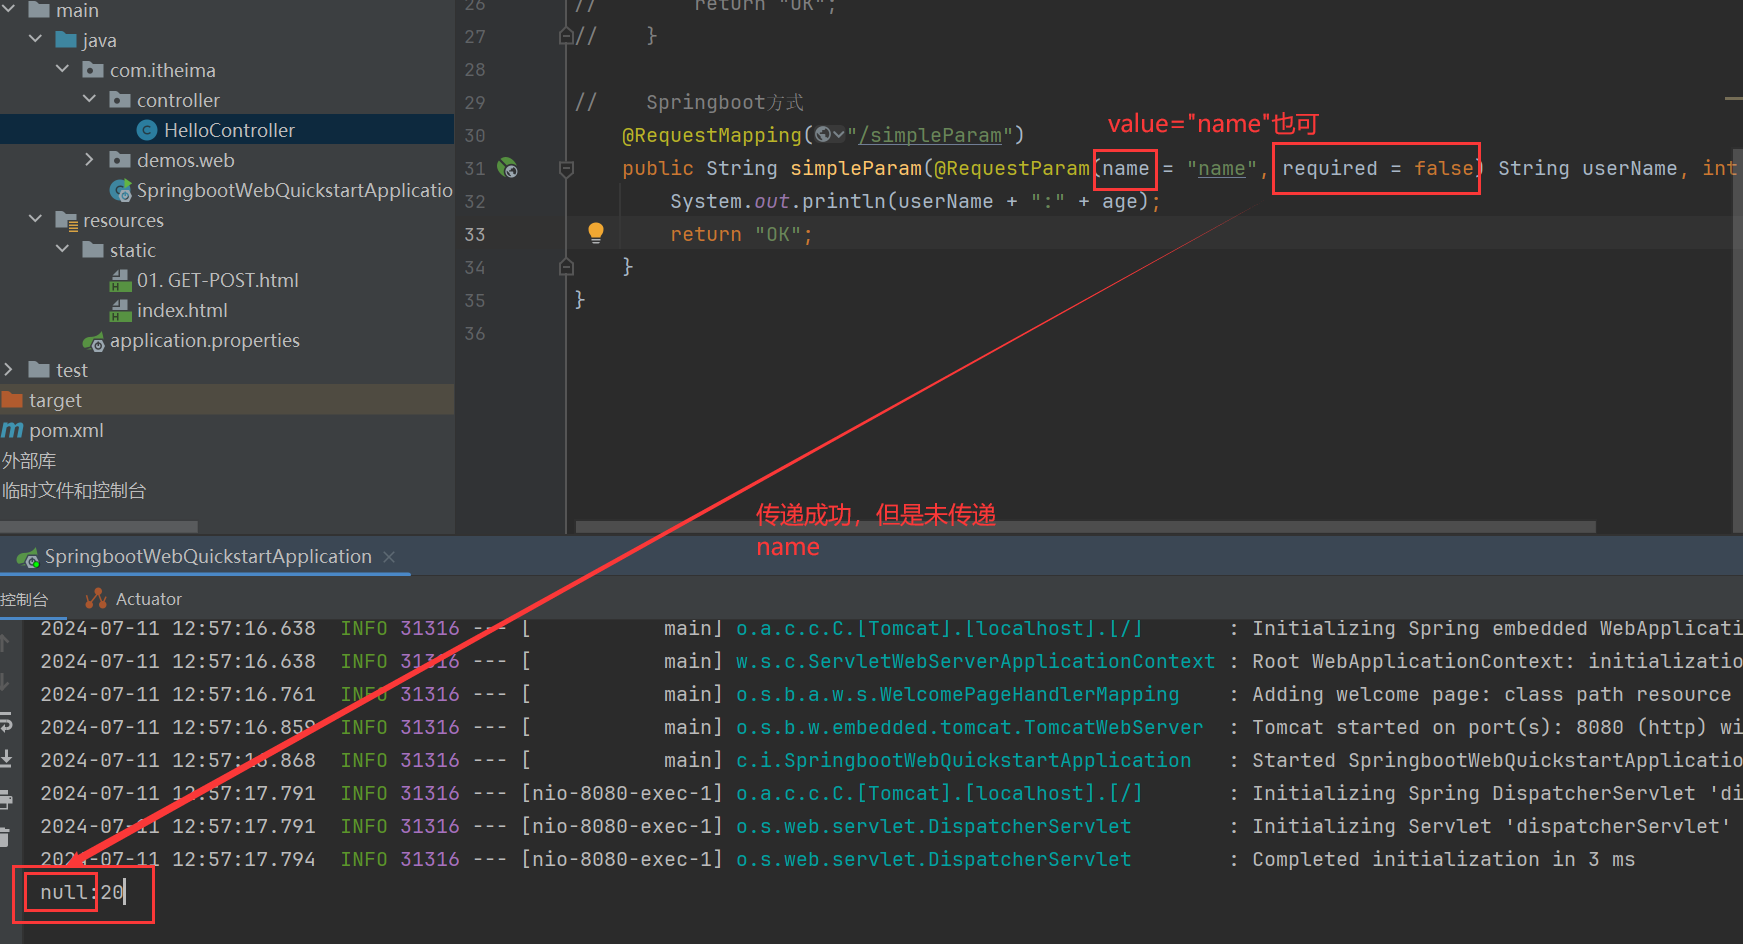 main
java
com.itheima
controller
HelloController
demos.web
SpringbootWebQuickstartApplicatio
resources
static
01. GET-POST.html
index.html
application.properties
test
target
pom.xml
外部库
临时文件和控制台
26 // return "OK";
27 // }
28
29 // Springboot方式
30 @RequestMapping("/simpleParam")
value="name"也可
31 public String simpleParam(@RequestParam(name = "name", required = false) String userName, int
32 System.out.println(userName + ":" + age);
33 return "OK";
34 }
35 }
36
传递成功，但是未传递
name
SpringbootWebQuickstartApplication
控制台 Actuator
2024-07-11 12:57:16.638 INFO 31316 --- [ main] o.a.c.c.C.[Tomcat].[localhost].[/] : Initializing Spring embedded WebApplicati
2024-07-11 12:57:16.638 INFO 31316 --- [ main] w.s.c.ServletWebServerApplicationContext : Root WebApplicationContext: initializatio
2024-07-11 12:57:16.761 INFO 31316 --- [ main] o.s.b.a.w.s.WelcomePageHandlerMapping : Adding welcome page: class path resource
2024-07-11 12:57:16.859 INFO 31316 --- [ main] o.s.b.w.embedded.tomcat.TomcatWebServer : Tomcat started on port(s): 8080 (http) wi
2024-07-11 12:57:16.868 INFO 31316 --- [ main] c.i.SpringbootWebQuickstartApplication : Started SpringbootWebQuickstartApplicatio
2024-07-11 12:57:17.791 INFO 31316 --- [nio-8080-exec-1] o.a.c.c.C.[Tomcat].[localhost].[/] : Initializing Spring DispatcherServlet 'di
2024-07-11 12:57:17.791 INFO 31316 --- [nio-8080-exec-1] o.s.web.servlet.DispatcherServlet : Initializing Servlet 'dispatcherServlet'
2024-07-11 12:57:17.794 INFO 31316 --- [nio-8080-exec-1] o.s.web.servlet.DispatcherServlet : Completed initialization in 3 ms
null:20